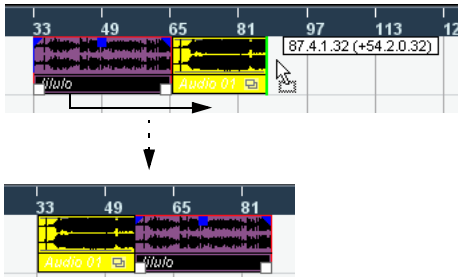 33 49 65 81 97 113 12
87.4.1.32 (+54.2.0.32)
lilulo Audio 01
33 49 65 81
Audio 01 lilulo